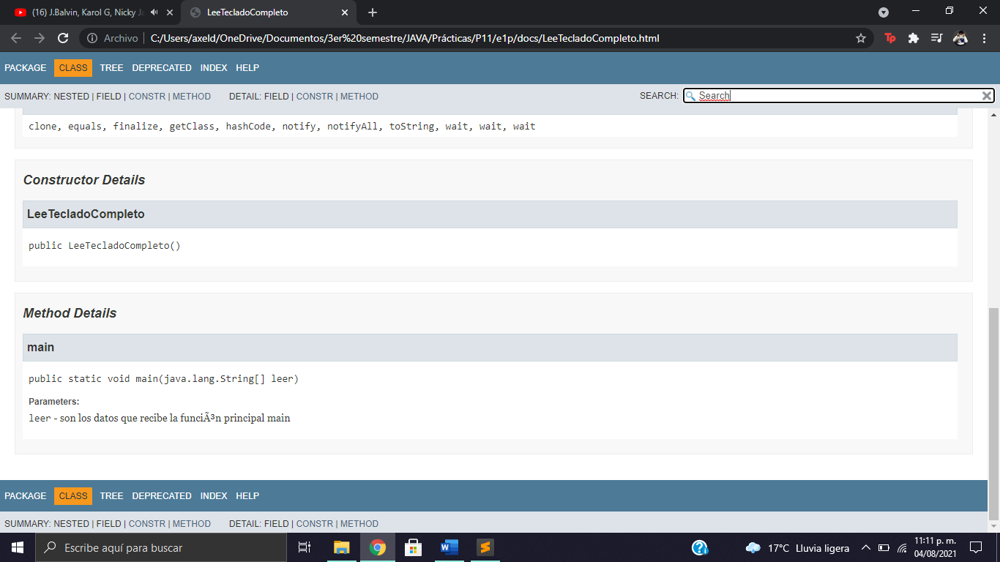 (16) J.Balvin, Karol G, Nicky Ja
LeeTecladoCompleto
Archivo C:/Users/axeld/OneDrive/Documentos/3er%20semestre/JAVA/Prácticas/P11/e1p/docs/LeeTecladoCompleto.html
Tp
PACKAGE CLASS TREE DEPRECATED INDEX HELP
SUMMARY: NESTED | FIELD | CONSTR | METHOD DETAIL: FIELD | CONSTR | METHOD SEARCH: Search
clone, equals, finalize, getClass, hashCode, notify, notifyAll, toString, wait, wait, wait
Constructor Details
LeeTecladoCompleto
public LeeTecladoCompleto()
Method Details
main
public static void main(java.lang.String[] leer)
Parameters:
leer - son los datos que recibe la funciÃ³n principal main
PACKAGE CLASS TREE DEPRECATED INDEX HELP
SUMMARY: NESTED | FIELD | CONSTR | METHOD DETAIL: FIELD | CONSTR | METHOD
Escribe aquí para buscar
17°C Lluvia ligera
11:11 p. m.
04/08/2021